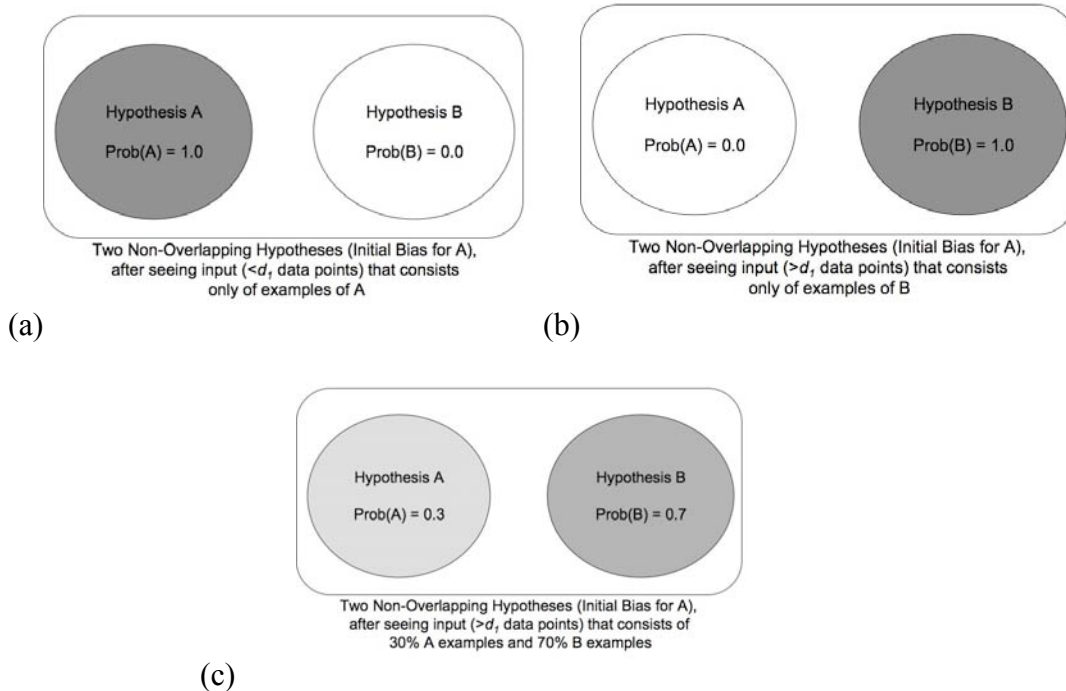 Hypothesis A
Prob(A) = 1.0
Hypothesis B
Prob(B) = 0.0
Two Non-Overlapping Hypotheses (Initial Bias for A),
after seeing input (<d₁ data points) that consists
only of examples of A
(a)
Hypothesis A
Prob(A) = 0.0
Hypothesis B
Prob(B) = 1.0
Two Non-Overlapping Hypotheses (Initial Bias for A),
after seeing input (>d₁ data points) that consists
only of examples of B
(b)
Hypothesis A
Prob(A) = 0.3
Hypothesis B
Prob(B) = 0.7
Two Non-Overlapping Hypotheses (Initial Bias for A),
after seeing input (>d₁ data points) that consists of
30% A examples and 70% B examples
(c)